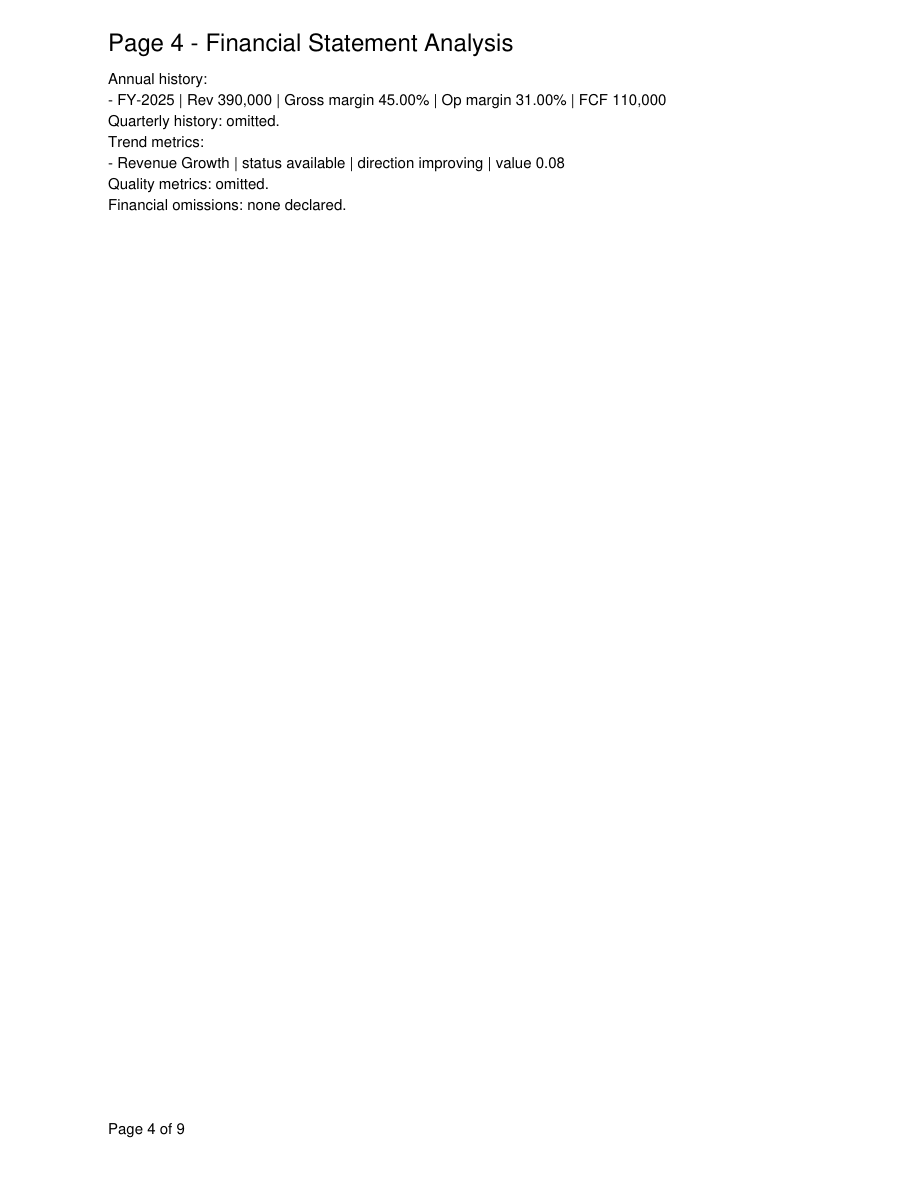 Page 4 - Financial Statement Analysis
Annual history:
- FY-2025 | Rev 390,000 | Gross margin 45.00% | Op margin 31.00% | FCF 110,000
Quarterly history: omitted.
Trend metrics:
- Revenue Growth | status available | direction improving | value 0.08
Quality metrics: omitted.
Financial omissions: none declared.
Page 4 of 9